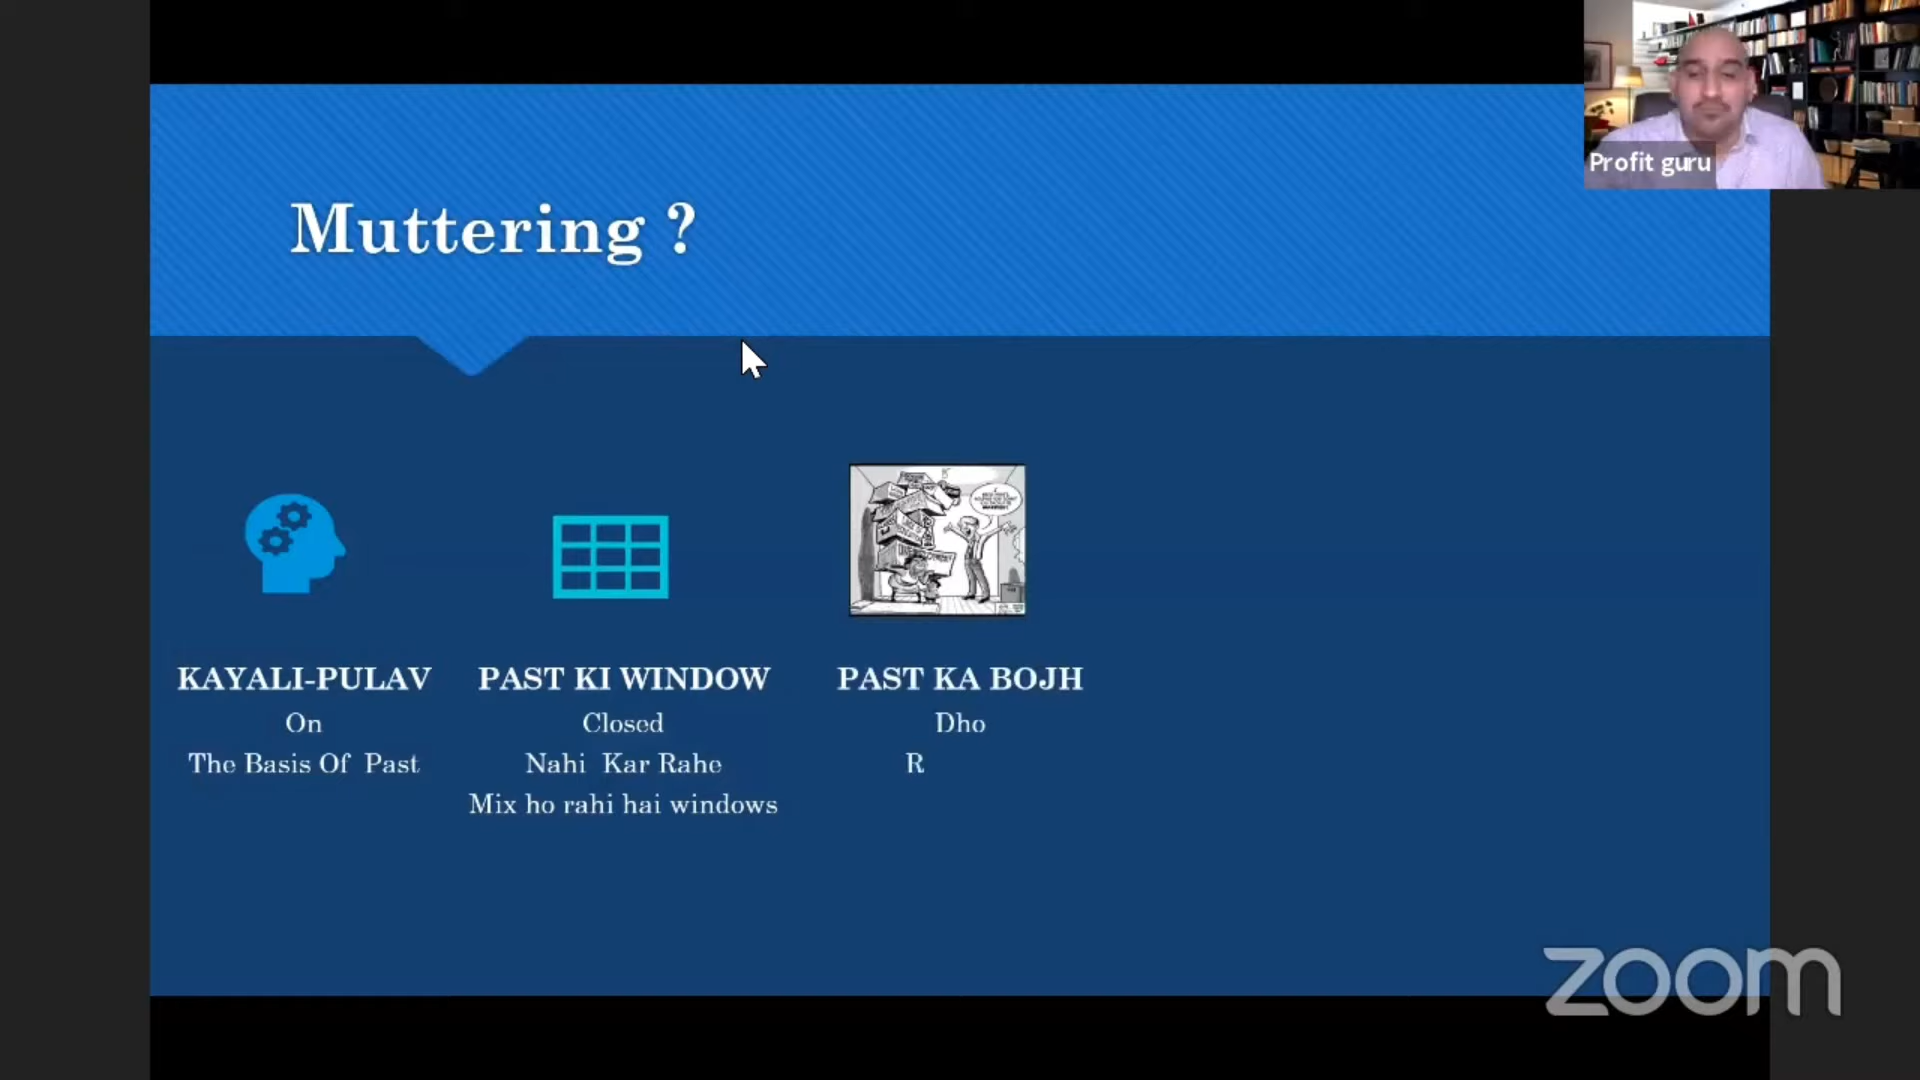 Profit guru
Muttering ?
KAYALI-PULAV
On
The Basis Of Past
PAST KI WINDOW
Closed
Nahi Kar Rahe
Mix ho rahi hai windows
PAST KA BOJH
Dho
R
zoom